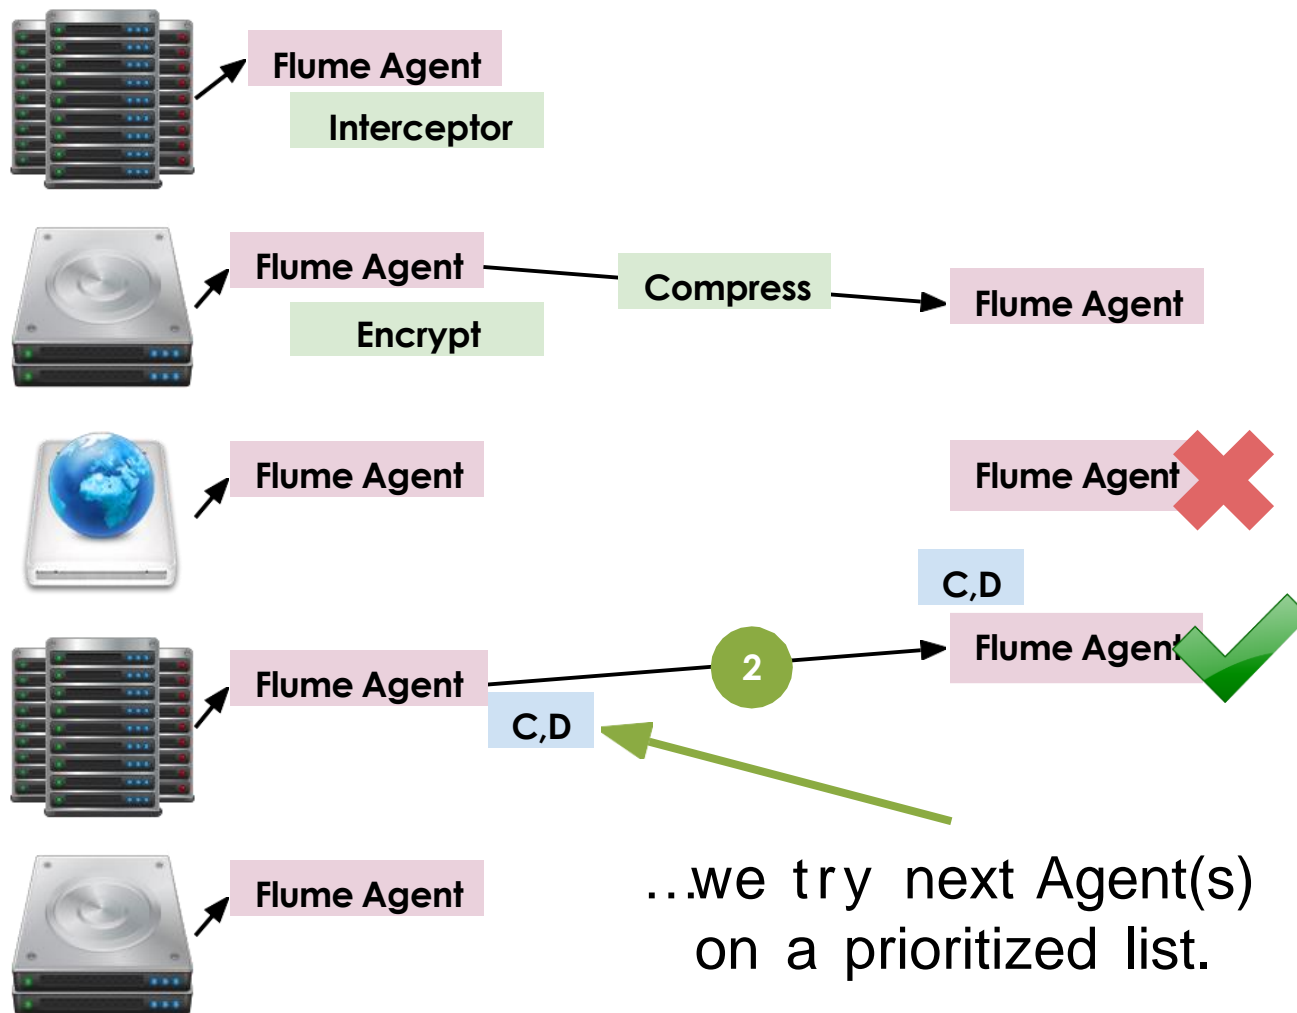 Flume Agent
Interceptor
Flume Agent
Compress
Flume Agent
Encrypt
Flume Agent
Flume Agent
C,D
Flume Agent
2
Flume Agent
C,D
Flume Agent
...we try next Agent(s)
on a prioritized list.